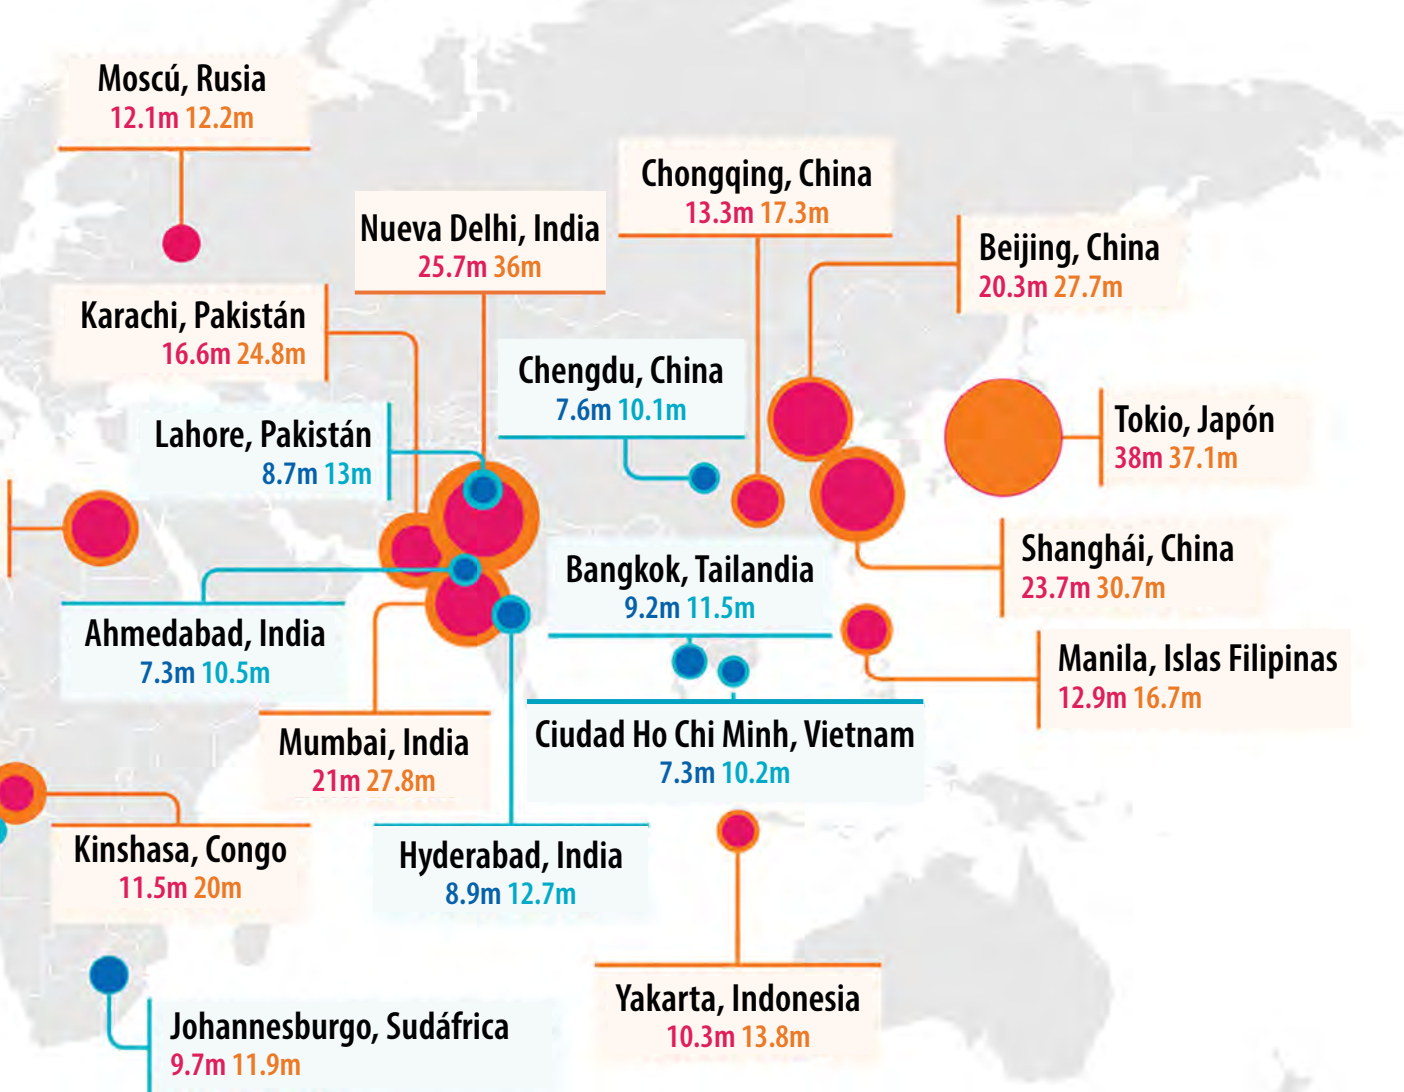 Moscú, Rusia
12.1m 12.2m
Chongqing, China
13.3m 17.3m
Nueva Delhi, India
25.7m 36m
Beijing, China
20.3m 27.7m
Karachi, Pakistán
16.6m 24.8m
Chengdu, China
7.6m 10.1m
Lahore, Pakistán
8.7m 13m
Tokio, Japón
38m 37.1m
Shanghái, China
23.7m 30.7m
Bangkok, Tailandia
9.2m 11.5m
Ahmedabad, India
7.3m 10.5m
Manila, Islas Filipinas
12.9m 16.7m
Mumbai, India
21m 27.8m
Ciudad Ho Chi Minh, Vietnam
7.3m 10.2m
Kinshasa, Congo
11.5m 20m
Hyderabad, India
8.9m 12.7m
Yakarta, Indonesia
10.3m 13.8m
Johannesburgo, Sudáfrica
9.7m 11.9m